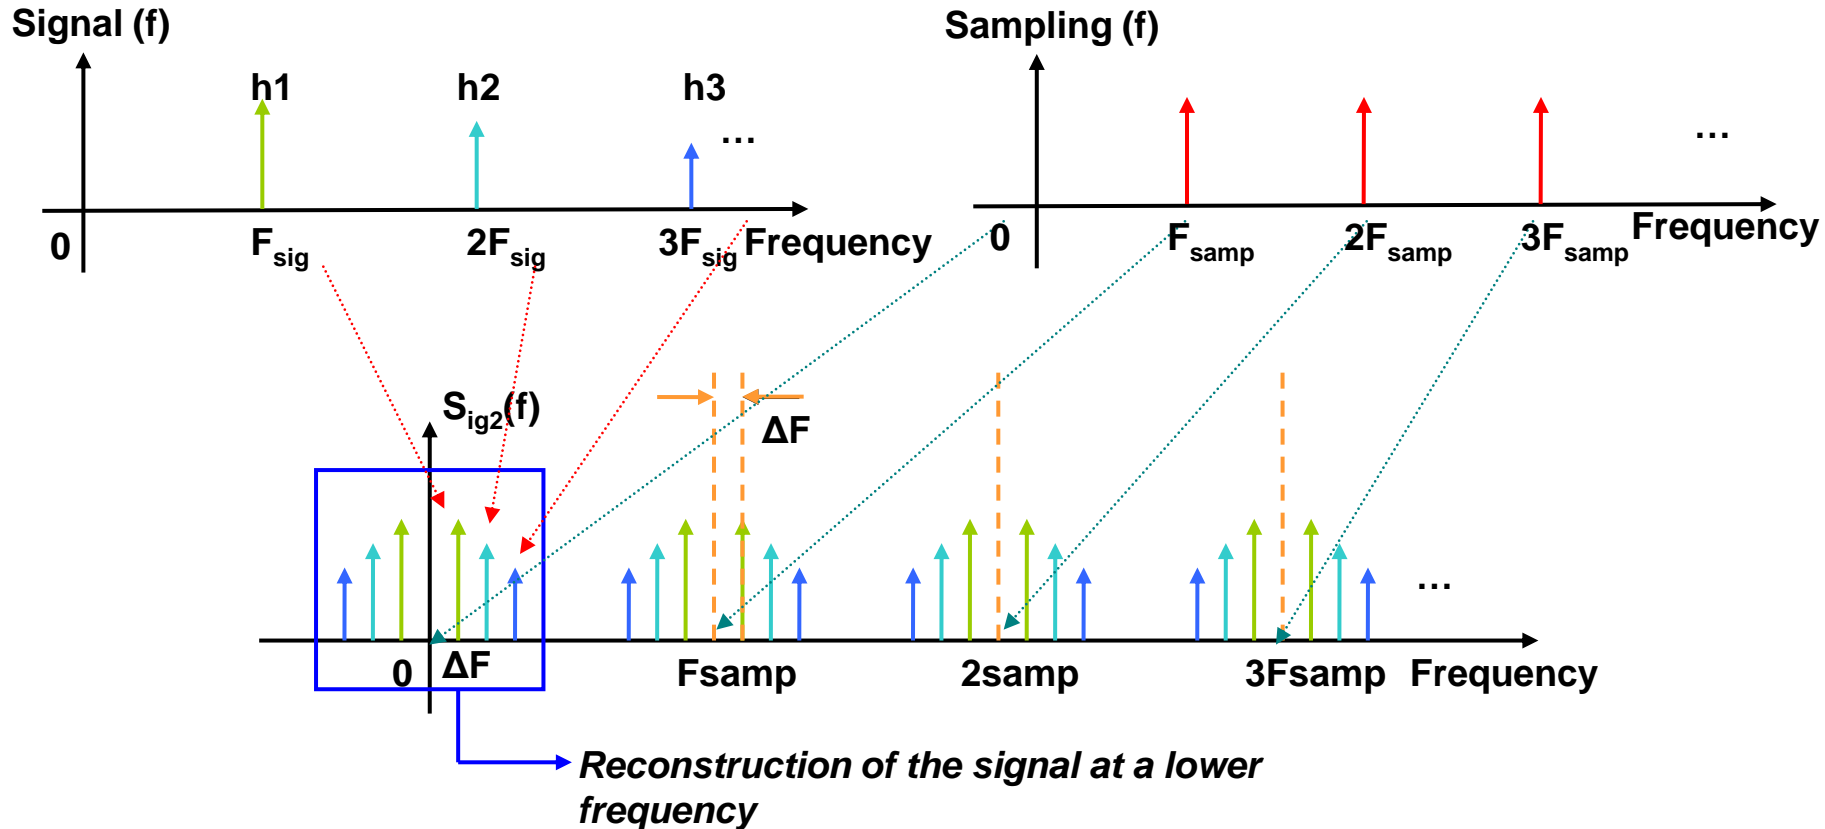 Signal (f)
h1
h2
h3
...
0
Fsig
2Fsig
3Fsig
Frequency
Sampling (f)
...
0
Fsamp
2Fsamp
3Fsamp
Frequency
Sig2(f)
ΔF
...
0
ΔF
Fsamp
2samp
3Fsamp
Frequency
Reconstruction of the signal at a lower
frequency